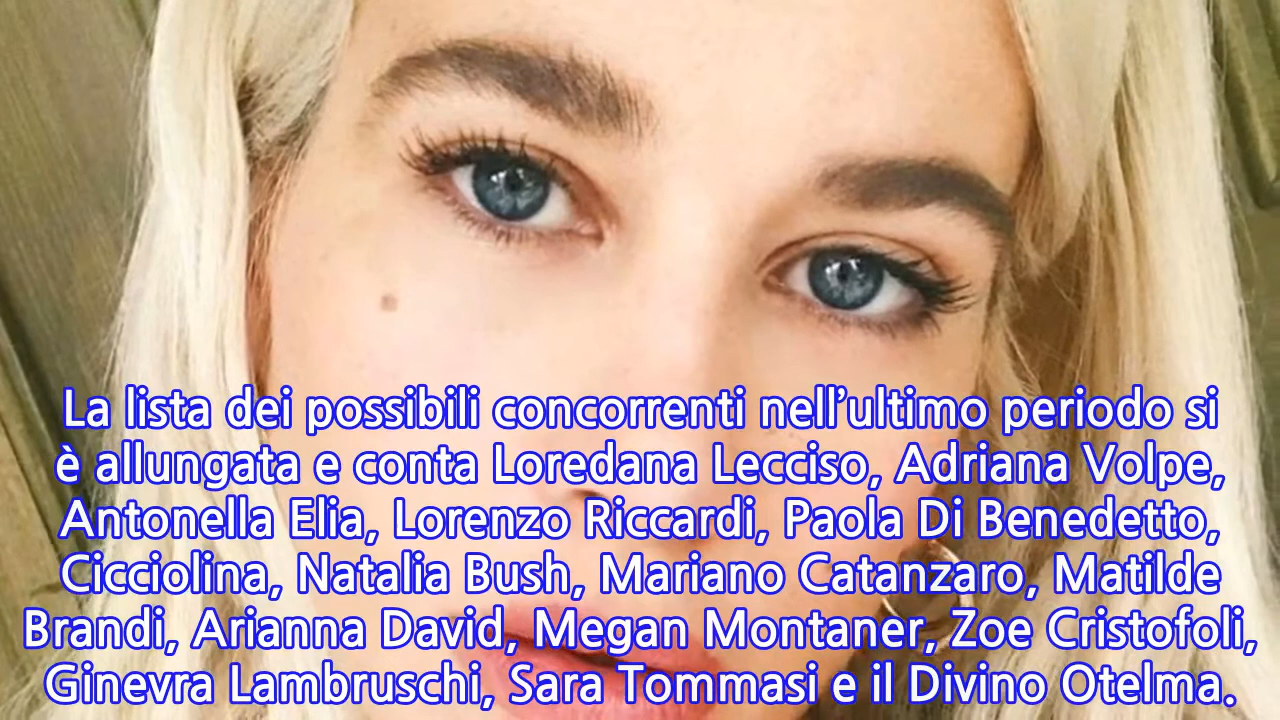 La lista dei possibili concorrenti nell’ultimo periodo si
è allungata e conta Loredana Lecciso, Adriana Volpe,
Antonella Elia, Lorenzo Riccardi, Paola Di Benedetto,
Cicciolina, Natalia Bush, Mariano Catanzaro, Matilde
Brandi, Arianna David, Megan Montaner, Zoe Cristofoli,
Ginevra Lambruschi, Sara Tommasi e il Divino Otelma.